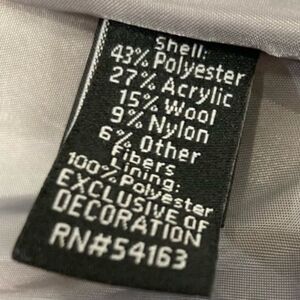 Shell:
43% Polyester
27% Acrylic
15% Wool
9% Nylon
6% Other
Fibers
Lining:
100% Polyester
EXCLUSIVE OF
DECORATION
RN#54163